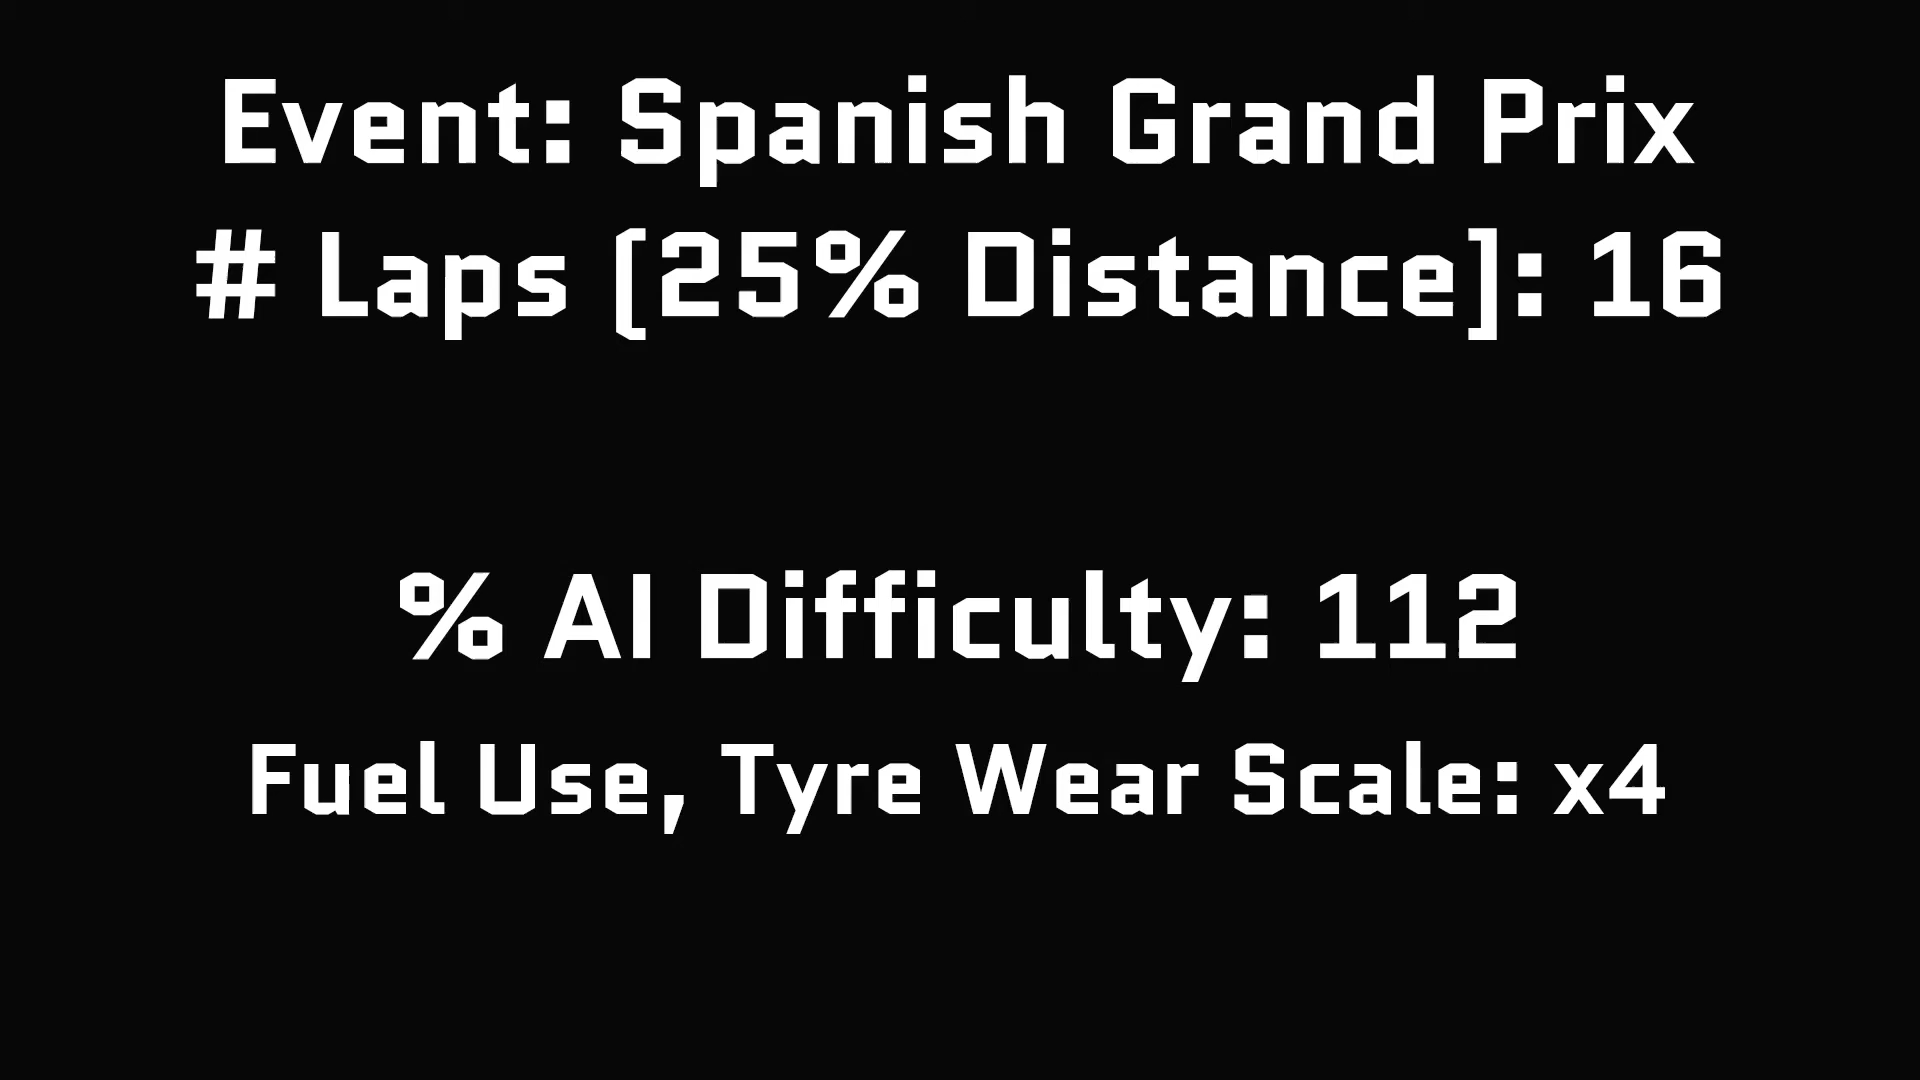 Event: Spanish Grand Prix
# Laps [25% Distance]: 16
% AI Difficulty: 112
Fuel Use, Tyre Wear Scale: x4